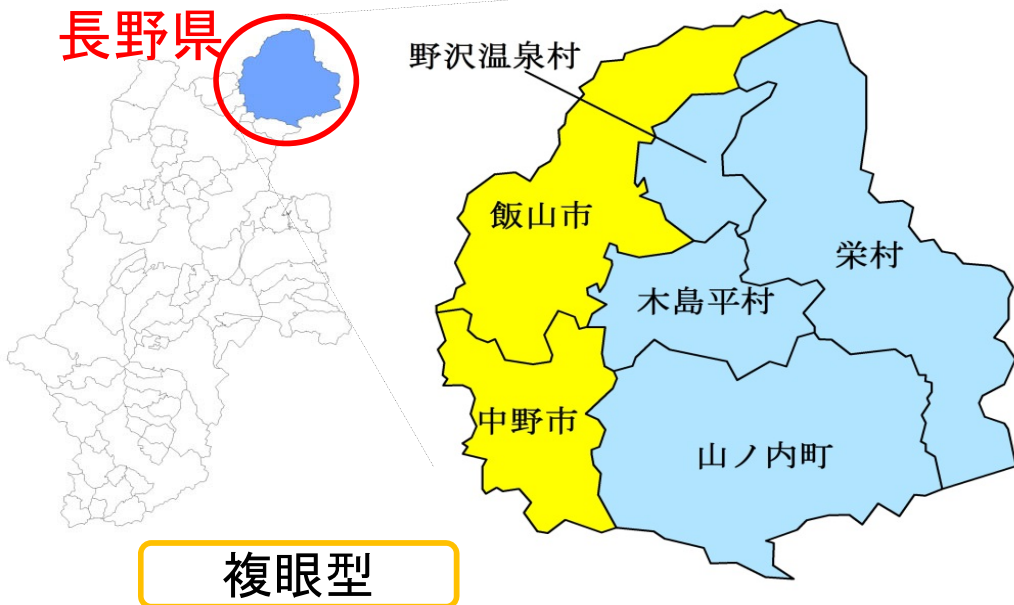 長野県
野沢温泉村
飯山市
栄村
木島平村
中野市
山ノ内町
複眼型